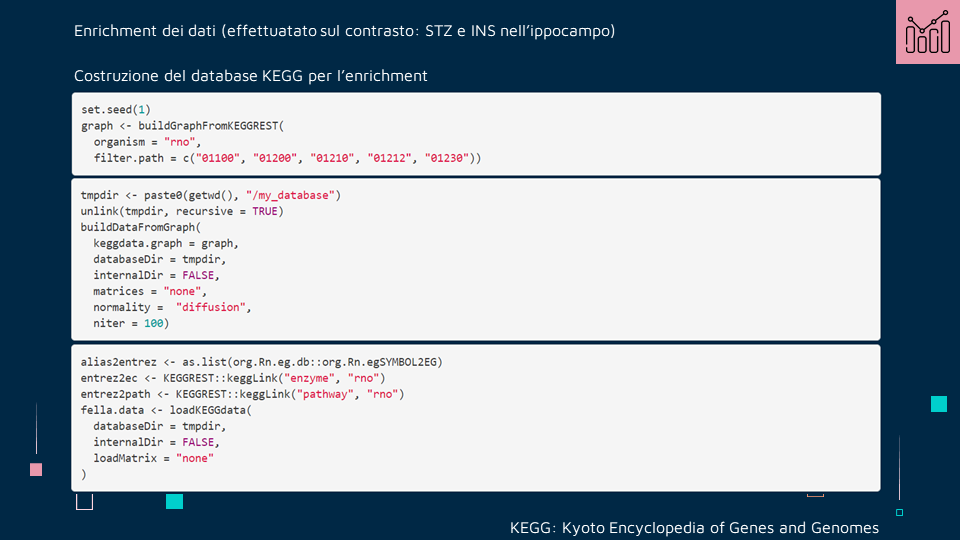 Enrichment dei dati (effettuatato sul contrasto: STZ e INS nell’ippocampo)
Costruzione del database KEGG per l’enrichment
set.seed(1)
graph <- buildGraphFromKEGGREST(
  organism = "rno",
  filter.path = c("01100", "01200", "01210", "01212", "01230"))
tmpdir <- paste0(getwd(), "/my_database")
unlink(tmpdir, recursive = TRUE)
buildDataFromGraph(
  keggdata.graph = graph,
  databaseDir = tmpdir,
  internalDir = FALSE,
  matrices = "none",
  normality =  "diffusion",
  niter = 100)
alias2entrez <- as.list(org.Rn.eg.db::org.Rn.egSYMBOL2EG)
entrez2ec <- KEGGREST::keggLink("enzyme", "rno")
entrez2path <- KEGGREST::keggLink("pathway", "rno")
fella.data <- loadKEGGdata(
  databaseDir = tmpdir,
  internalDir = FALSE,
  loadMatrix = "none"
)
KEGG: Kyoto Encyclopedia of Genes and Genomes